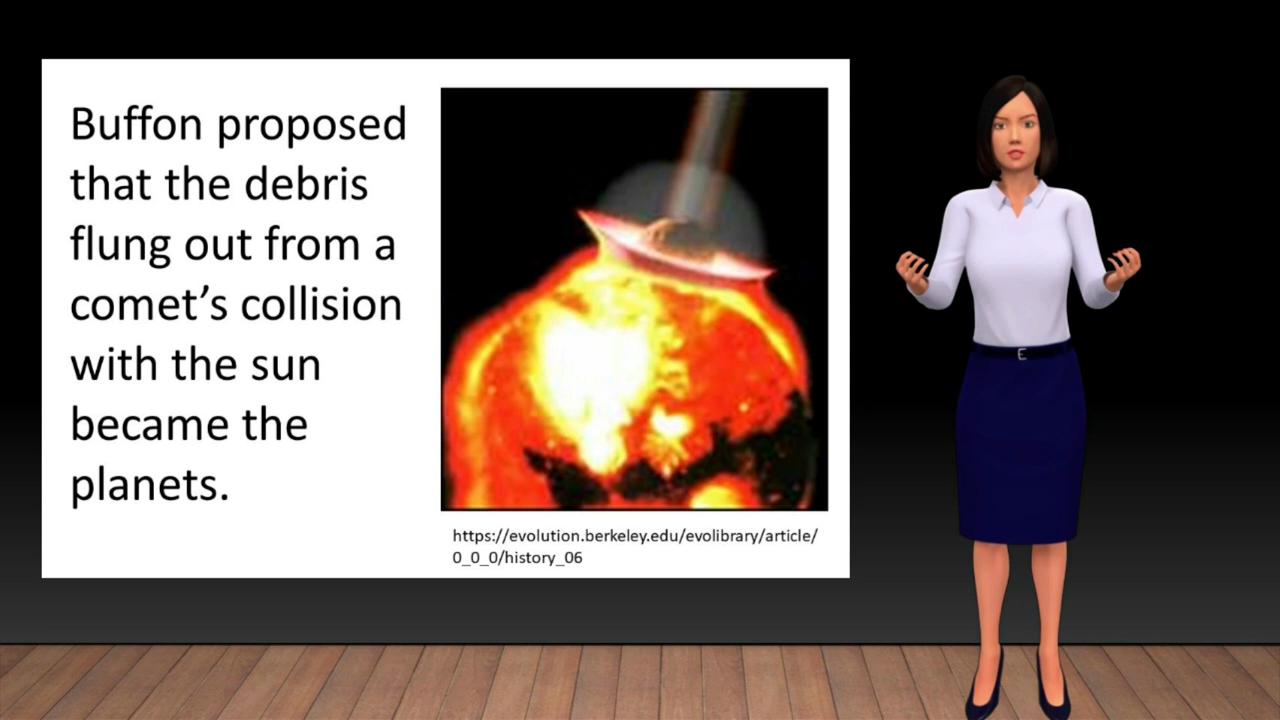 Buffon proposed
that the debris
flung out from a
comet’s collision
with the sun
became the
planets.
https://evolution.berkeley.edu/evolibrary/article/
0_0_0/history_06